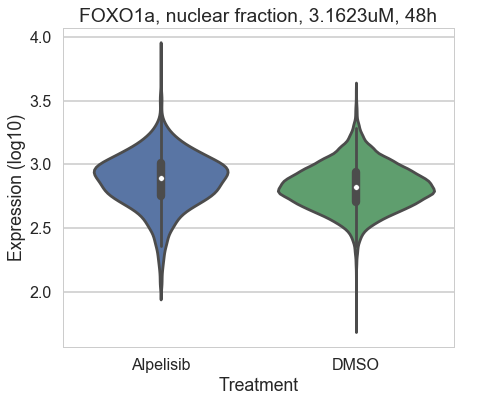 FOXO1a, nuclear fraction, 3.1623uM, 48h
4.0
3.5
3.0
2.5
2.0
Expression (log10)
Alpelisib
DMSO
Treatment